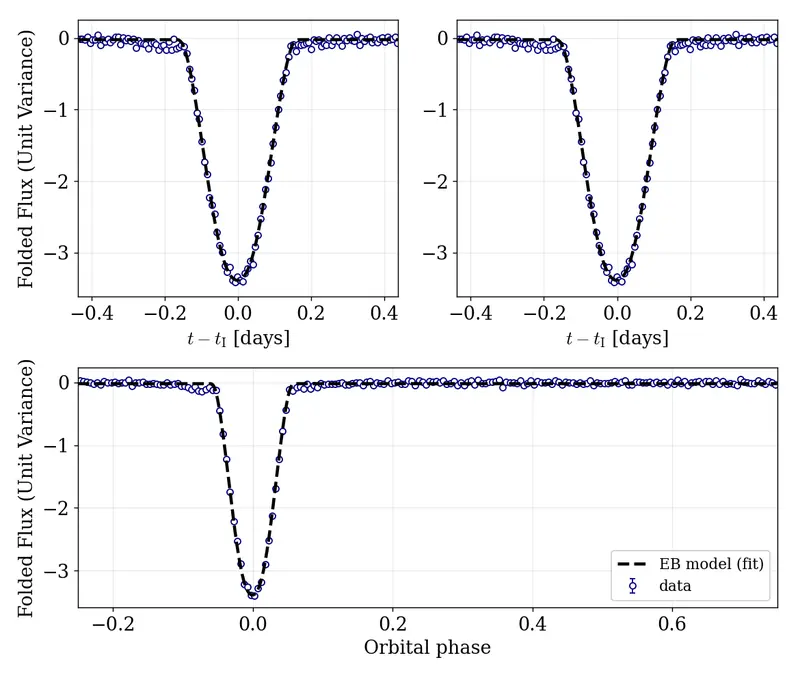 Folded Flux (Unit Variance)
0
−1
−2
−3
−0.4 −0.2 0.0 0.2 0.4
t − tI [days]
0
−1
−2
−3
−0.4 −0.2 0.0 0.2 0.4
t − tI [days]
Folded Flux (Unit Variance)
0
−1
−2
−3
−0.2 0.0 0.2 0.4 0.6
Orbital phase
EB model (fit)
data